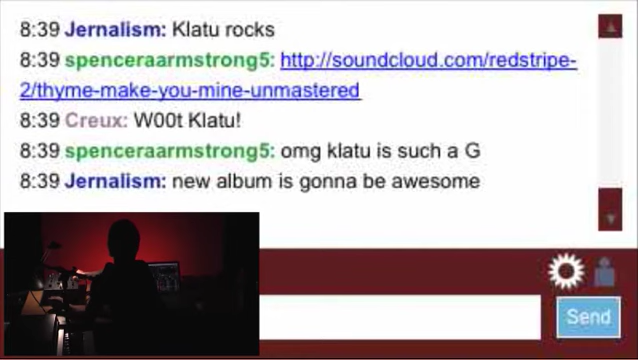 8:39 Jernalism: Klatu rocks
8:39 spenceraarmstrong5: http://soundcloud.com/redstripe-
2/thyme-make-you-mine-unmastered
8:39 Creux: W00t Klatu!
8:39 spenceraarmstrong5: omg klatu is such a G
8:39 Jernalism: new album is gonna be awesome
Send